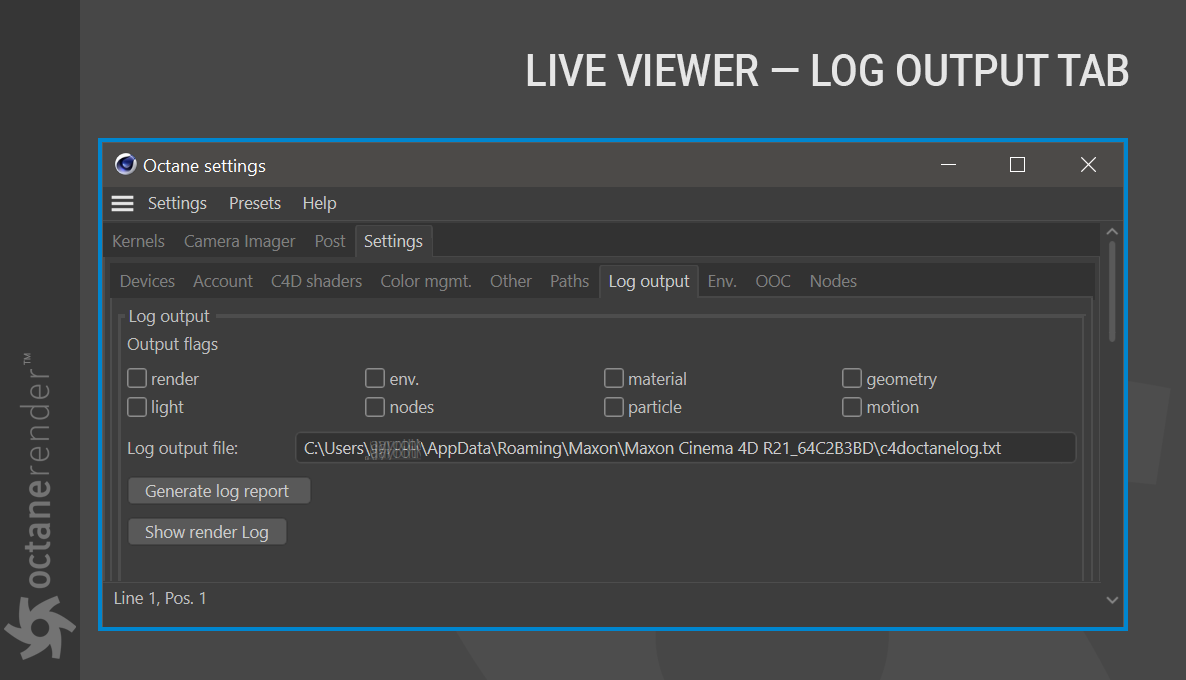 LIVE VIEWER — LOG OUTPUT TAB
Octane settings
Settings Presets Help
Kernels Camera Imager Post Settings
Devices Account C4D shaders Color mgmt. Other Paths Log output Env. OOC Nodes
Log output
Output flags
render env. material geometry
light nodes particle motion
Log output file: C:\Users\ \AppData\Roaming\Maxon\Maxon Cinema 4D R21_64C2B3BD\c4doctanelog.txt
Generate log report
Show render Log
Line 1, Pos. 1
octanerender™